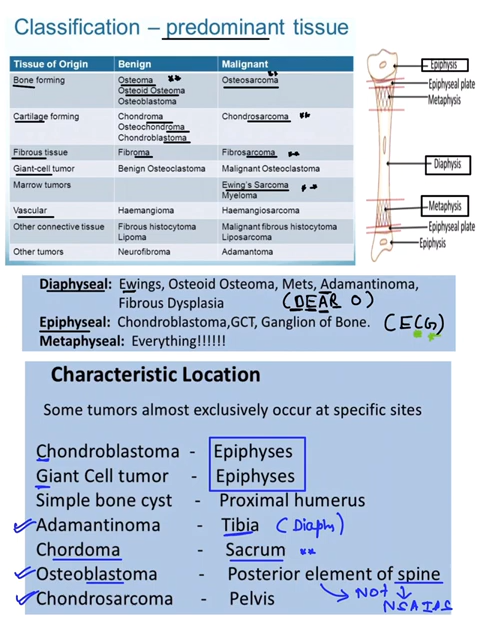 Classification – predominant tissue
Tissue of Origin Benign Malignant
Bone forming Osteoma ** Osteosarcoma **
Osteoid Osteoma
Osteoblastoma
Cartilage forming Chondroma Chondrosarcoma **
Osteochondroma
Chondroblastoma
Fibrous tissue Fibroma Fibrosarcoma **
Giant-cell tumor Benign Osteoclastoma Malignant Osteoclastoma
Marrow tumors Ewing's Sarcoma **
Myeloma
Vascular Haemangioma Haemangiosarcoma
Other connective tissue Fibrous histocytoma Malignant fibrous histocytoma
Lipoma Liposarcoma
Other tumors Neurofibroma Adamantoma
Epiphysis
Epiphyseal plate
Metaphysis
Diaphysis
Metaphysis
Epiphyseal plate
Epiphysis
Diaphyseal: Ewings, Osteoid Osteoma, Mets, Adamantinoma,
Fibrous Dysplasia (DEAR O)
Epiphyseal: Chondroblastoma,GCT, Ganglion of Bone. (ECG)
Metaphyseal: Everything!!!!!!
Characteristic Location
Some tumors almost exclusively occur at specific sites
Chondroblastoma - Epiphyses
Giant Cell tumor - Epiphyses
Simple bone cyst - Proximal humerus
Adamantinoma - Tibia (Diaphy)
Chordoma - Sacrum **
Osteoblastoma - Posterior element of spine
Chondrosarcoma - Pelvis
NOT
NSAIDS